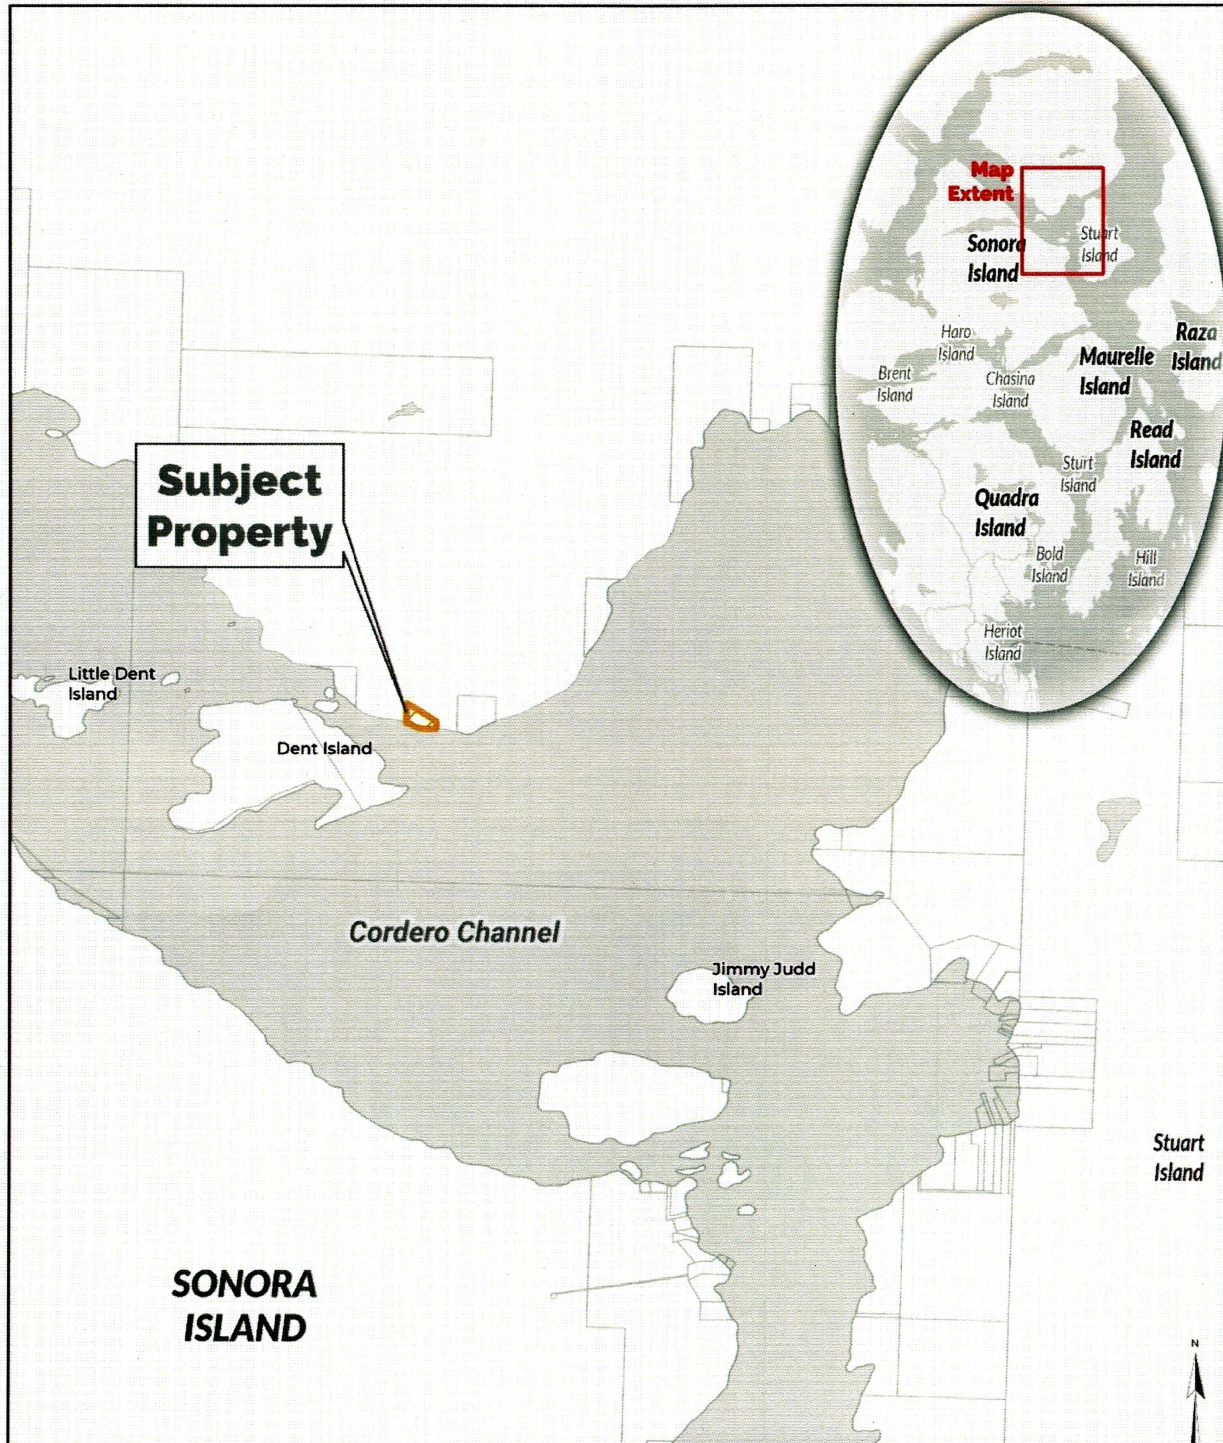 Map
Extent
Sonora
Island
Stuart
Island
Haro
Island
Raza
Island
Maurelle
Island
Brent
Island
Chasina
Island
Read
Island
Sturt
Island
Quadra
Island
Bold
Island
Hill
Island
Heriot
Island
Subject
Property
Little Dent
Island
Dent Island
Cordero Channel
Jimmy Judd
Island
Stuart
Island
SONORA
ISLAND
N